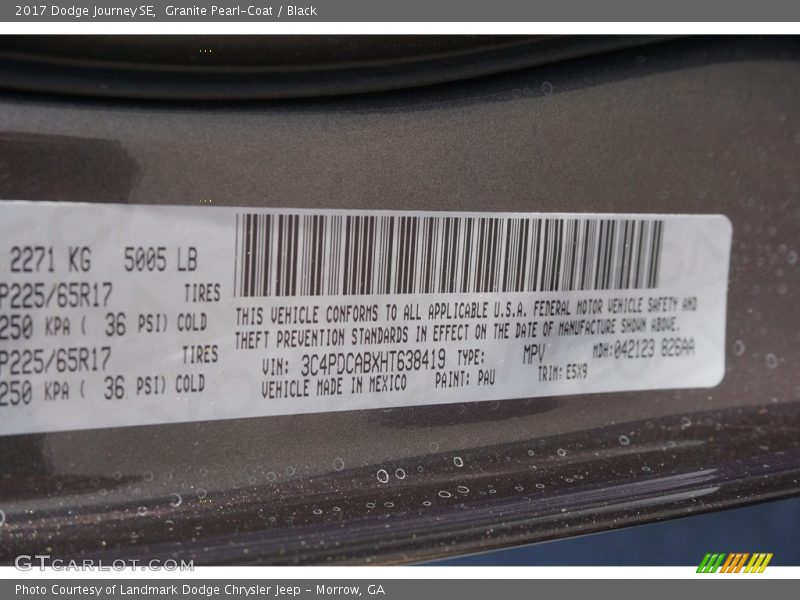 2017 Dodge Journey SE, Granite Pearl-Coat / Black
2271 KG 5005 LB
P225/65R17 TIRES
250 KPA ( 36 PSI) COLD
P225/65R17 TIRES
250 KPA ( 36 PSI) COLD
THIS VEHICLE CONFORMS TO ALL APPLICABLE U.S.A. FEDERAL MOTOR VEHICLE SAFETY AND
THEFT PREVENTION STANDARDS IN EFFECT ON THE DATE OF MANUFACTURE SHOWN ABOVE.
VIN: 3C4PDCABXHT638419 TYPE: MPV MDH:042123 826AA
VEHICLE MADE IN MEXICO PAINT: PAU TRIM: E5X9
GTCarLot.com
Photo Courtesy of Landmark Dodge Chrysler Jeep - Morrow, GA